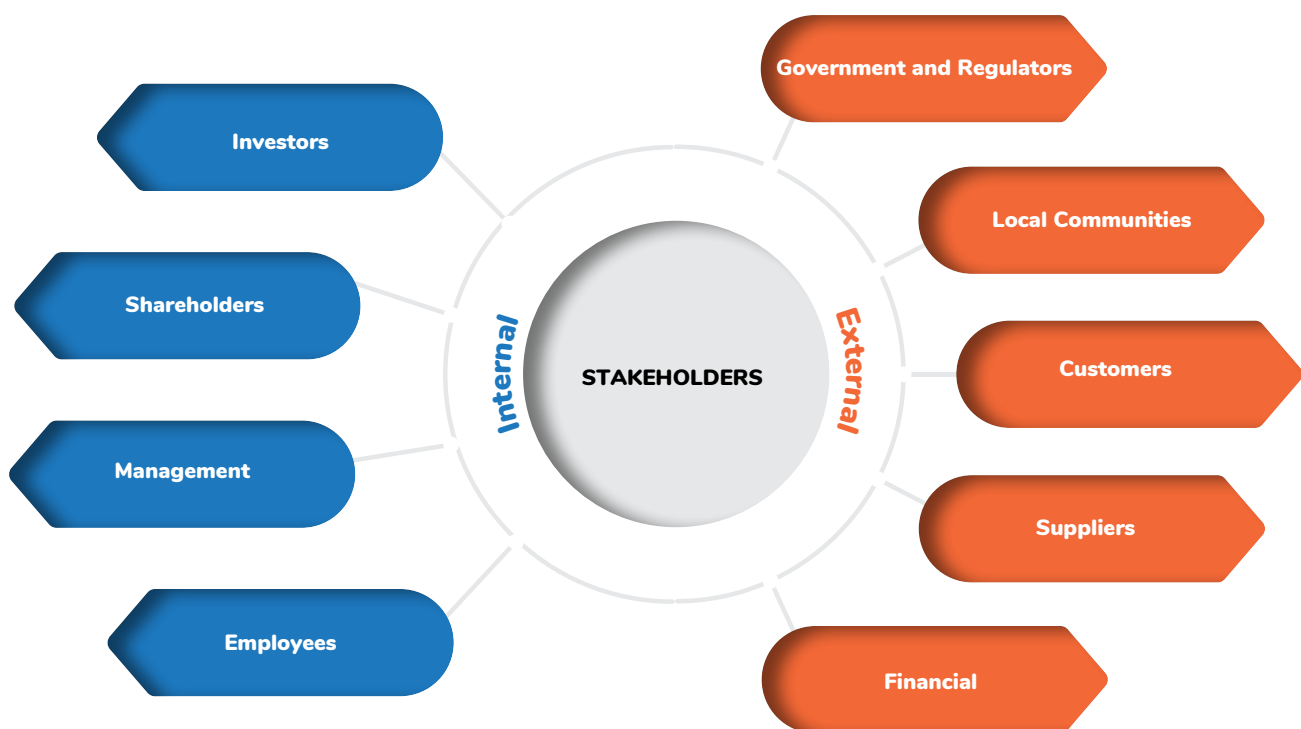 Government and Regulators
Investors
Local Communities
Shareholders
Internal
STAKEHOLDERS
External
Customers
Management
Suppliers
Employees
Financial